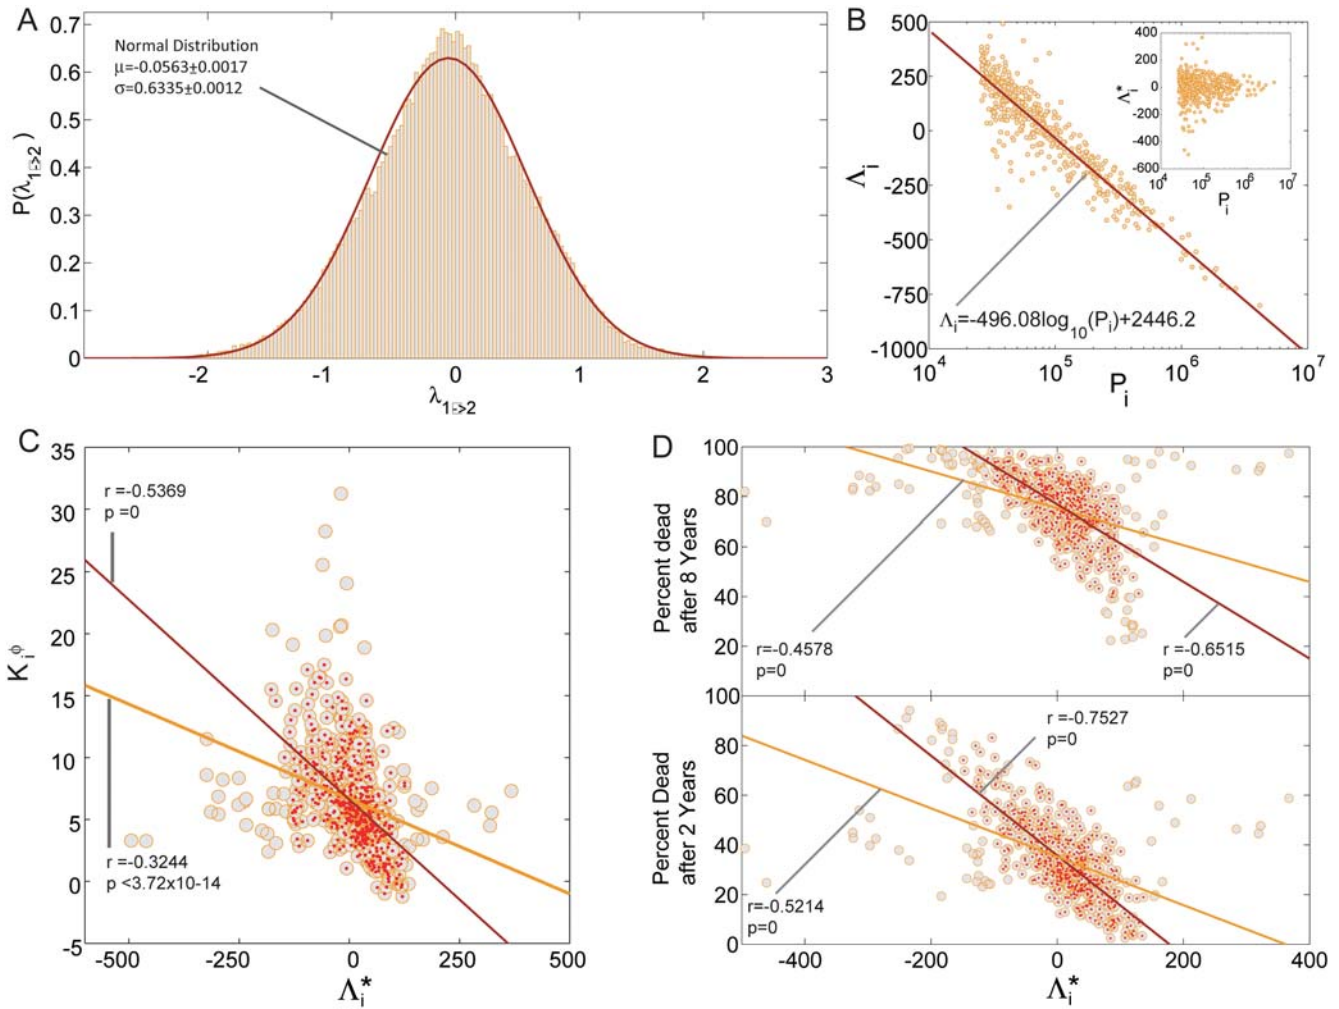 A
0.7
0.6
0.5
0.4
0.3
0.2
0.1
0
P(λ1->2)
Normal Distribution
μ=-0.0563±0.0017
σ=0.6335±0.0012
-2
-1
0
1
2
3
λ1->2
B
500
250
0
-250
-500
-750
-1000
Λi
10^4
10^5
10^6
10^7
Pi
Λi=-496.08log10(Pi)+2446.2
400
200
0
-200
-400
-600
Λi*
10^4
10^5
10^6
10^7
Pi
C
35
30
25
20
15
10
5
0
-5
Kiϕ
r =-0.5369
p =0
r =-0.3244
p <3.72x10-14
-500
-250
0
250
500
Λi*
D
100
80
60
40
20
Percent dead
after 8 Years
r=-0.4578
p=0
r=-0.6515
p=0
100
80
60
40
20
0
Percent Dead
after 2 Years
r =-0.7527
p=0
r=-0.5214
p=0
-400
-200
0
200
400
Λi*